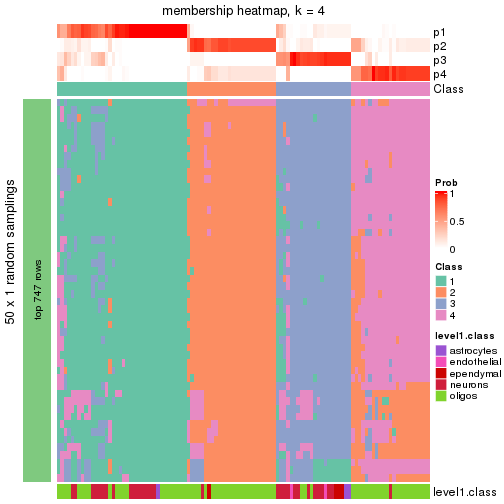 membership heatmap, k = 4
p1
p2
p3
p4
Class
50 x 1 random samplings
top 747 rows
Prob
1
0.5
0
Class
1
2
3
4
level1.class
astrocytes
endothelial
ependymal
neurons
oligos
level1.class